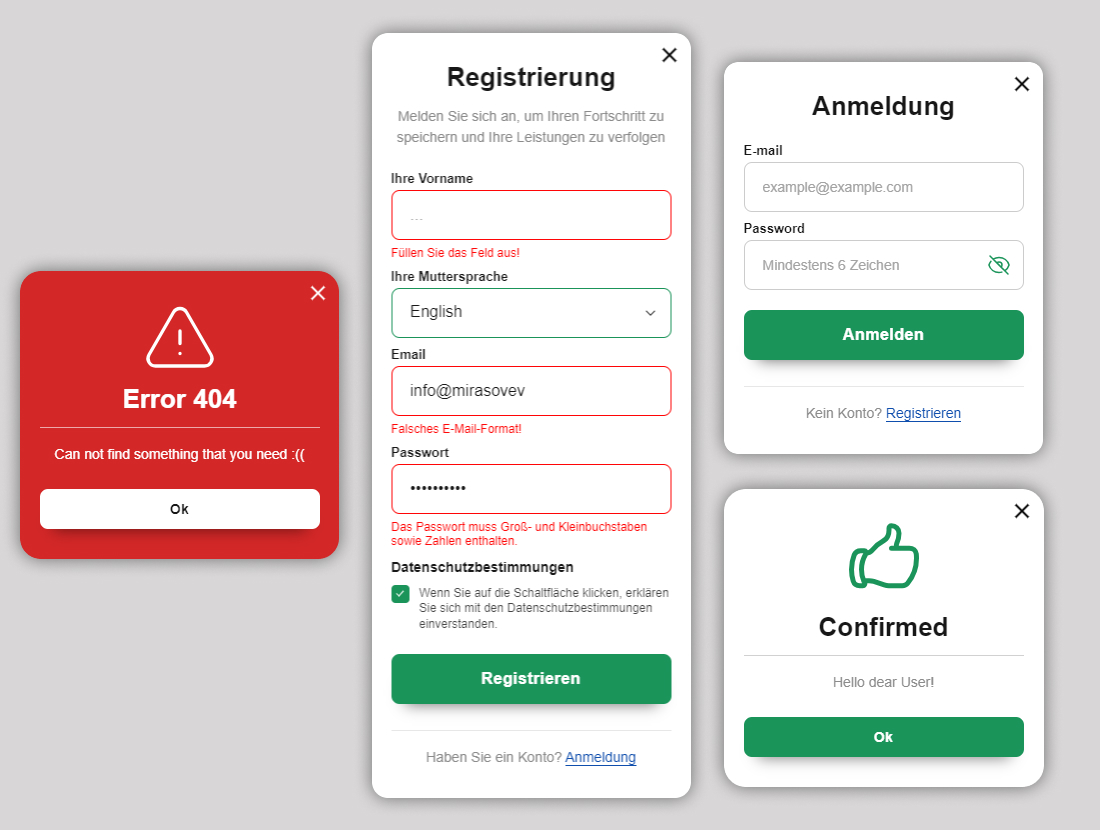 Error 404
Can not find something that you need :((
Ok
Registrierung
Melden Sie sich an, um Ihren Fortschritt zu
speichern und Ihre Leistungen zu verfolgen
Ihre Vorname
...
Füllen Sie das Feld aus!
Ihre Muttersprache
English
Email
info@mirasovev
Falsches E-Mail-Format!
Passwort
••••••••••
Das Passwort muss Groß- und Kleinbuchstaben
sowie Zahlen enthalten.
Datenschutzbestimmungen
Wenn Sie auf die Schaltfläche klicken, erklären
Sie sich mit den Datenschutzbestimmungen
einverstanden.
Registrieren
Haben Sie ein Konto? Anmeldung
Anmeldung
E-mail
example@example.com
Password
Mindestens 6 Zeichen
Anmelden
Kein Konto? Registrieren
Confirmed
Hello dear User!
Ok